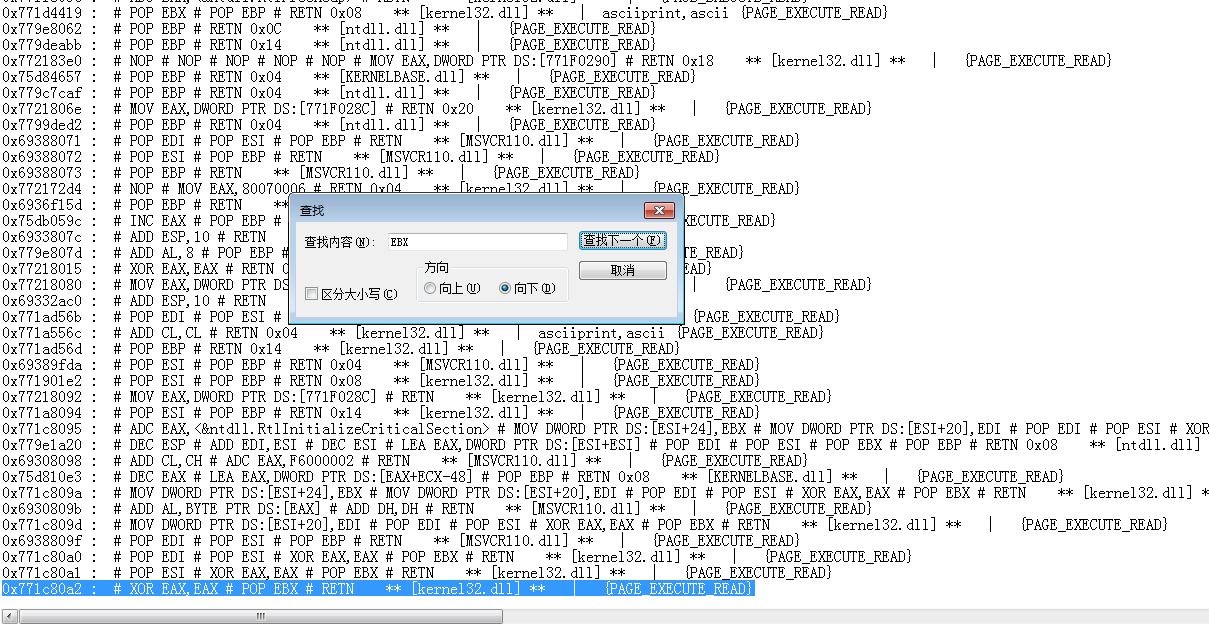 0x771d4419 :  # POP EBX # POP EBP # RETN 0x08    ** [kernel32.dll] **   |  asciiprint,ascii {PAGE_EXECUTE_READ}
0x779e8062 :  # POP EBP # RETN 0x0C    ** [ntdll.dll] **   |   {PAGE_EXECUTE_READ}
0x779deabb :  # POP EBP # RETN 0x14    ** [ntdll.dll] **   |   {PAGE_EXECUTE_READ}
0x772183e0 :  # NOP # NOP # NOP # NOP # NOP # MOV EAX,DWORD PTR DS:[771F0290] # RETN 0x18    ** [kernel32.dll] **   |   {PAGE_EXECUTE_READ}
0x75d84657 :  # POP EBP # RETN 0x04    ** [KERNELBASE.dll] **   |   {PAGE_EXECUTE_READ}
0x779c7caf :  # POP EBP # RETN 0x04    ** [ntdll.dll] **   |   {PAGE_EXECUTE_READ}
0x7721806e :  # MOV EAX,DWORD PTR DS:[771F028C] # RETN 0x20    ** [kernel32.dll] **   |   {PAGE_EXECUTE_READ}
0x7799ded2 :  # POP EBP # RETN 0x04    ** [ntdll.dll] **   |   {PAGE_EXECUTE_READ}
0x69388071 :  # POP EDI # POP ESI # POP EBP # RETN    ** [MSVCR110.dll] **   |   {PAGE_EXECUTE_READ}
0x69388072 :  # POP ESI # POP EBP # RETN    ** [MSVCR110.dll] **   |   {PAGE_EXECUTE_READ}
0x69388073 :  # POP EBP # RETN    ** [MSVCR110.dll] **   |   {PAGE_EXECUTE_READ}
0x772172d4 :  # NOP # MOV EAX,80070006 # RETN 0x04    ** [kernel32.dll] **   |   {PAGE_EXECUTE_READ}
0x6936f15d :  # POP EBP # RETN    **
0x75db059c :  # INC EAX # POP EBP # ECUTE_READ}
0x6933807c :  # ADD ESP,10 # RETN
0x779e807d :  # ADD AL,8 # POP EBP # TE_READ}
0x77218015 :  # XOR EAX,EAX # RETN AD}
0x77218080 :  # MOV EAX,DWORD PTR DS {PAGE_EXECUTE_READ}
0x69332ac0 :  # ADD ESP,10 # RETN
0x771ad56b :  # POP EDI # POP ESI # {PAGE_EXECUTE_READ}
0x771a556c :  # ADD CL,CL # RETN 0x04    ** [kernel32.dll] **   |  asciiprint,ascii {PAGE_EXECUTE_READ}
0x771ad56d :  # POP EBP # RETN 0x14    ** [kernel32.dll] **   |   {PAGE_EXECUTE_READ}
0x69389fda :  # POP ESI # POP EBP # RETN 0x04    ** [MSVCR110.dll] **   |   {PAGE_EXECUTE_READ}
0x771901e2 :  # POP ESI # POP EBP # RETN 0x08    ** [kernel32.dll] **   |   {PAGE_EXECUTE_READ}
0x77218092 :  # MOV EAX,DWORD PTR DS:[771F028C] # RETN    ** [kernel32.dll] **   |   {PAGE_EXECUTE_READ}
0x771a8094 :  # POP ESI # POP EBP # RETN 0x14    ** [kernel32.dll] **   |   {PAGE_EXECUTE_READ}
0x771c8095 :  # ADC EAX,<&ntdll.RtlInitializeCriticalSection> # MOV DWORD PTR DS:[ESI+24],EBX # MOV DWORD PTR DS:[ESI+20],EDI # POP EDI # POP ESI # XOR
0x779e1a20 :  # DEC ESP # ADD EDI,ESI # DEC ESI # LEA EAX,DWORD PTR DS:[ESI+ESI] # POP EDI # POP ESI # POP EBX # POP EBP # RETN 0x08    ** [ntdll.dll]
0x69308098 :  # ADD CL,CH # ADC EAX,F6000002 # RETN    ** [MSVCR110.dll] **   |   {PAGE_EXECUTE_READ}
0x75d810e3 :  # DEC EAX # LEA EAX,DWORD PTR DS:[EAX+ECX-48] # POP EBP # RETN 0x08    ** [KERNELBASE.dll] **   |   {PAGE_EXECUTE_READ}
0x771c809a :  # MOV DWORD PTR DS:[ESI+24],EBX # MOV DWORD PTR DS:[ESI+20],EDI # POP EDI # POP ESI # XOR EAX,EAX # POP EBX # RETN    ** [kernel32.dll] *
0x6930809b :  # ADD AL,BYTE PTR DS:[EAX] # ADD DH,DH # RETN    ** [MSVCR110.dll] **   |   {PAGE_EXECUTE_READ}
0x771c809d :  # MOV DWORD PTR DS:[ESI+20],EDI # POP EDI # POP ESI # XOR EAX,EAX # POP EBX # RETN    ** [kernel32.dll] **   |   {PAGE_EXECUTE_READ}
0x6938809f :  # POP EDI # POP ESI # POP EBP # RETN    ** [MSVCR110.dll] **   |   {PAGE_EXECUTE_READ}
0x771c80a0 :  # POP EDI # POP ESI # XOR EAX,EAX # POP EBX # RETN    ** [kernel32.dll] **   |   {PAGE_EXECUTE_READ}
0x771c80a1 :  # POP ESI # XOR EAX,EAX # POP EBX # RETN    ** [kernel32.dll] **   |   {PAGE_EXECUTE_READ}
0x771c80a2 :  # XOR EAX,EAX # POP EBX # RETN    ** [kernel32.dll] **   |   {PAGE_EXECUTE_READ}
查找
查找内容(N): EBX 查找下一个(F)
方向 取消
区分大小写(C) 向上(U) 向下(D)